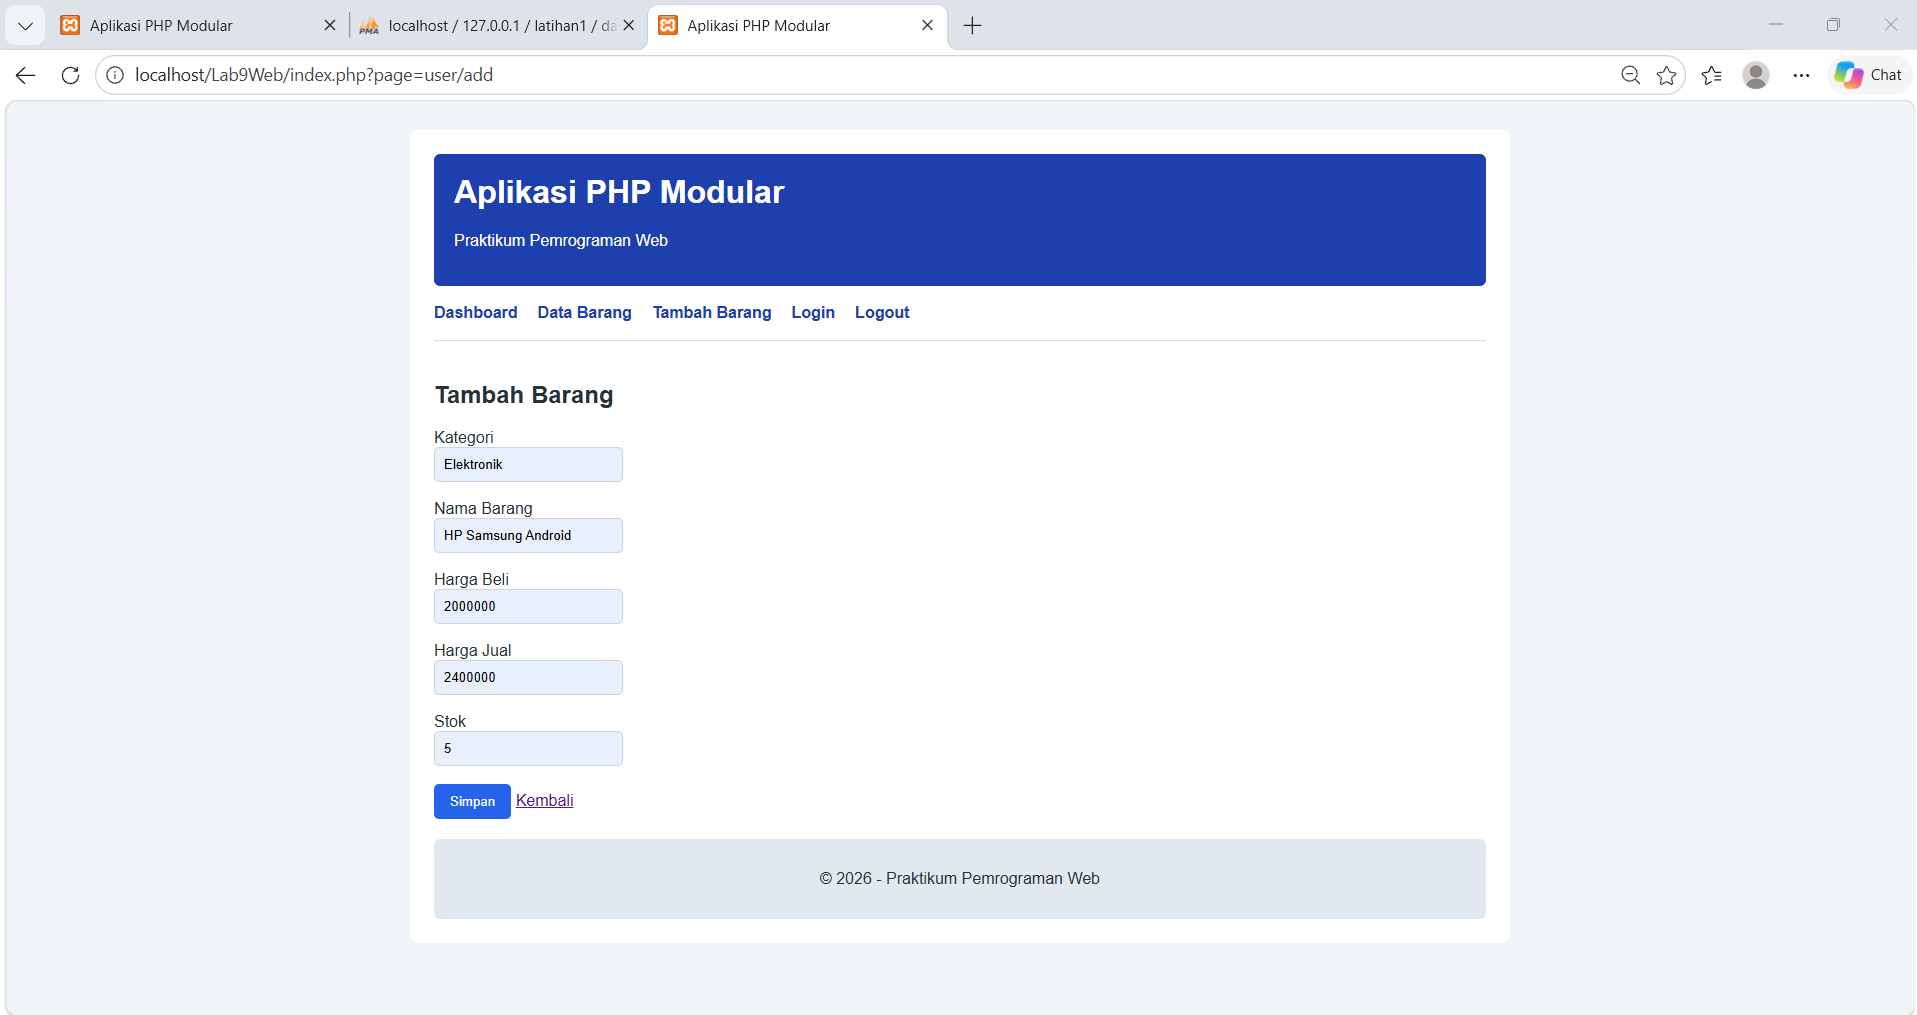 Aplikasi PHP Modular
localhost / 127.0.0.1 / latihan1 / da
Aplikasi PHP Modular
localhost/Lab9Web/index.php?page=user/add
Chat
Aplikasi PHP Modular
Praktikum Pemrograman Web
Dashboard Data Barang Tambah Barang Login Logout
Tambah Barang
Kategori
Elektronik
Nama Barang
HP Samsung Android
Harga Beli
2000000
Harga Jual
2400000
Stok
5
Simpan Kembali
© 2026 - Praktikum Pemrograman Web